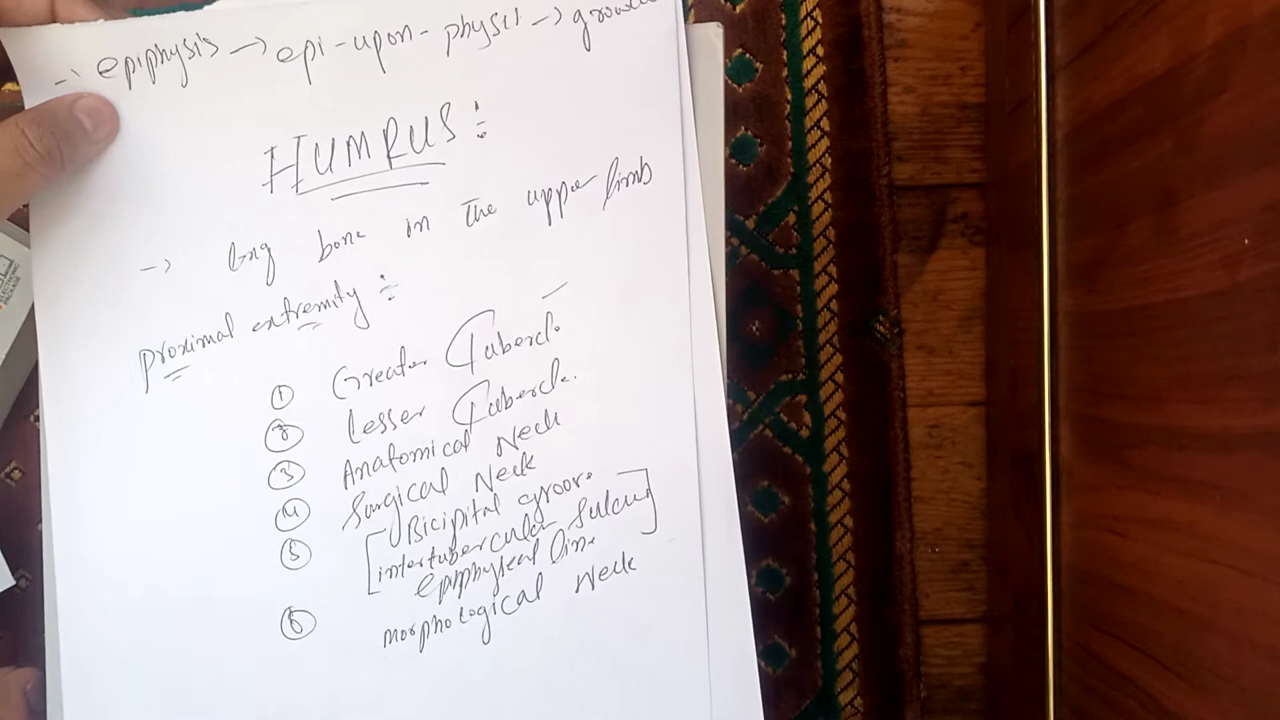 -> epiphysis -> epi-upon-physis -> growth
HUMRUS:
-> long bone in the upper limb
proximal extremity:
① Greater Tubercle
② Lesser Tubercle.
③ Anatomical Neck
④ Surgical Neck
⑤ [Bicipital groove
intertubercular Sulcus]
epiphyseal line
⑥ morphological Neck